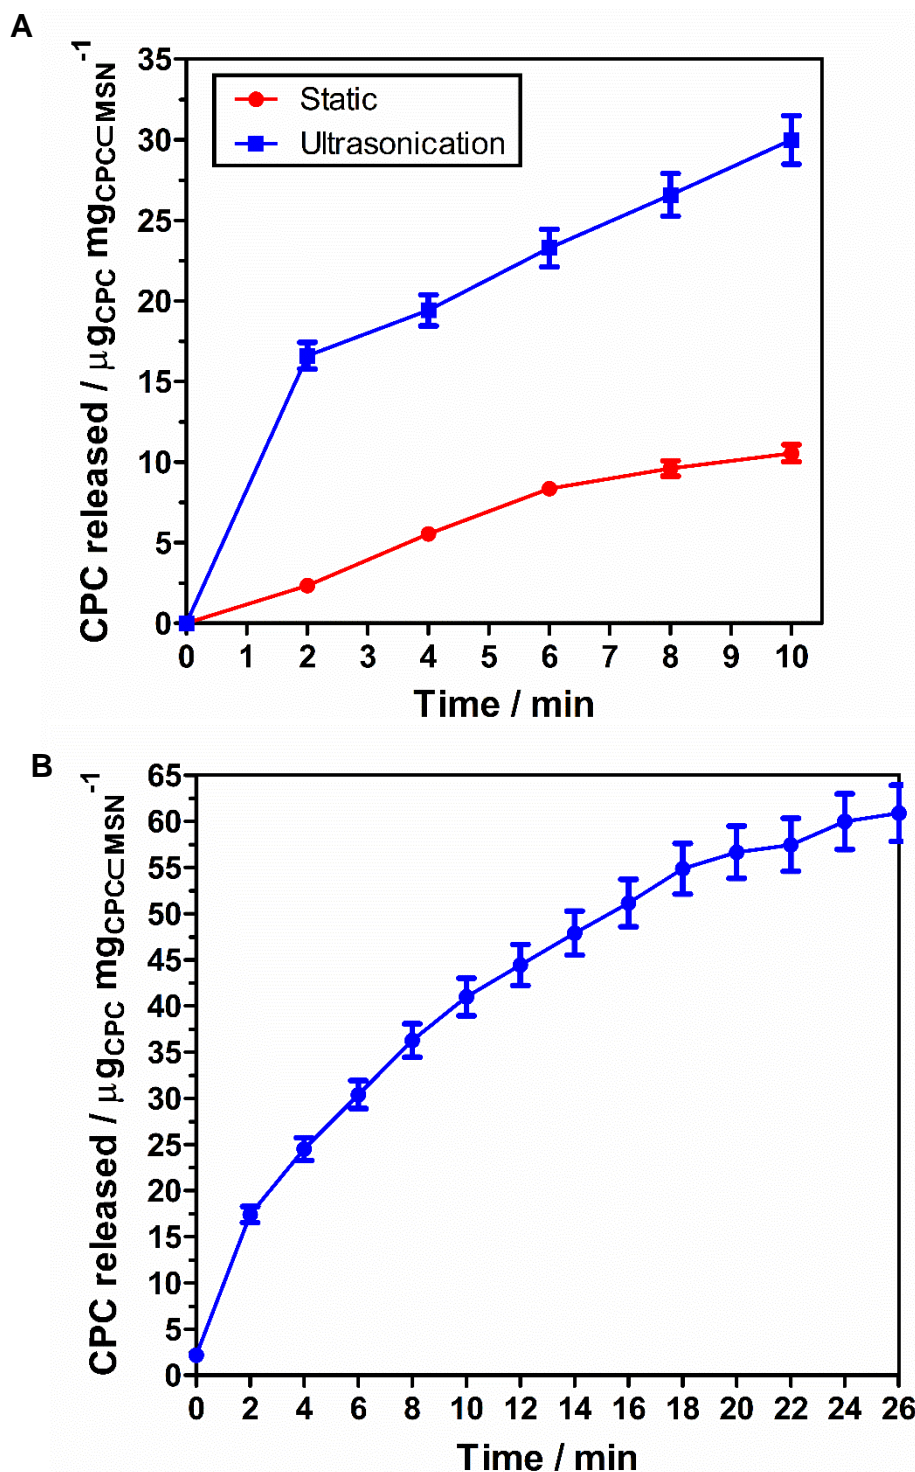 A
CPC released / μgCPC mgCPC⊂MSN-1
35
30
25
20
15
10
5
0
Static
Ultrasonication
0 1 2 3 4 5 6 7 8 9 10
Time / min
B
CPC released / μgCPC mgCPC⊂MSN-1
65
60
55
50
45
40
35
30
25
20
15
10
5
0
0 2 4 6 8 10 12 14 16 18 20 22 24 26
Time / min